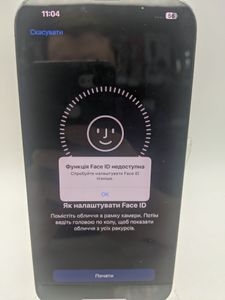 11:04
56
Скасувати
Функція Face ID недоступна
Спробуйте налаштувати Face ID
пізніше.
OK
Як налаштувати Face ID
Помістіть обличчя в рамку камери. Потім
ведіть головою по колу, щоб показати
обличчя з усіх ракурсів.
Почати